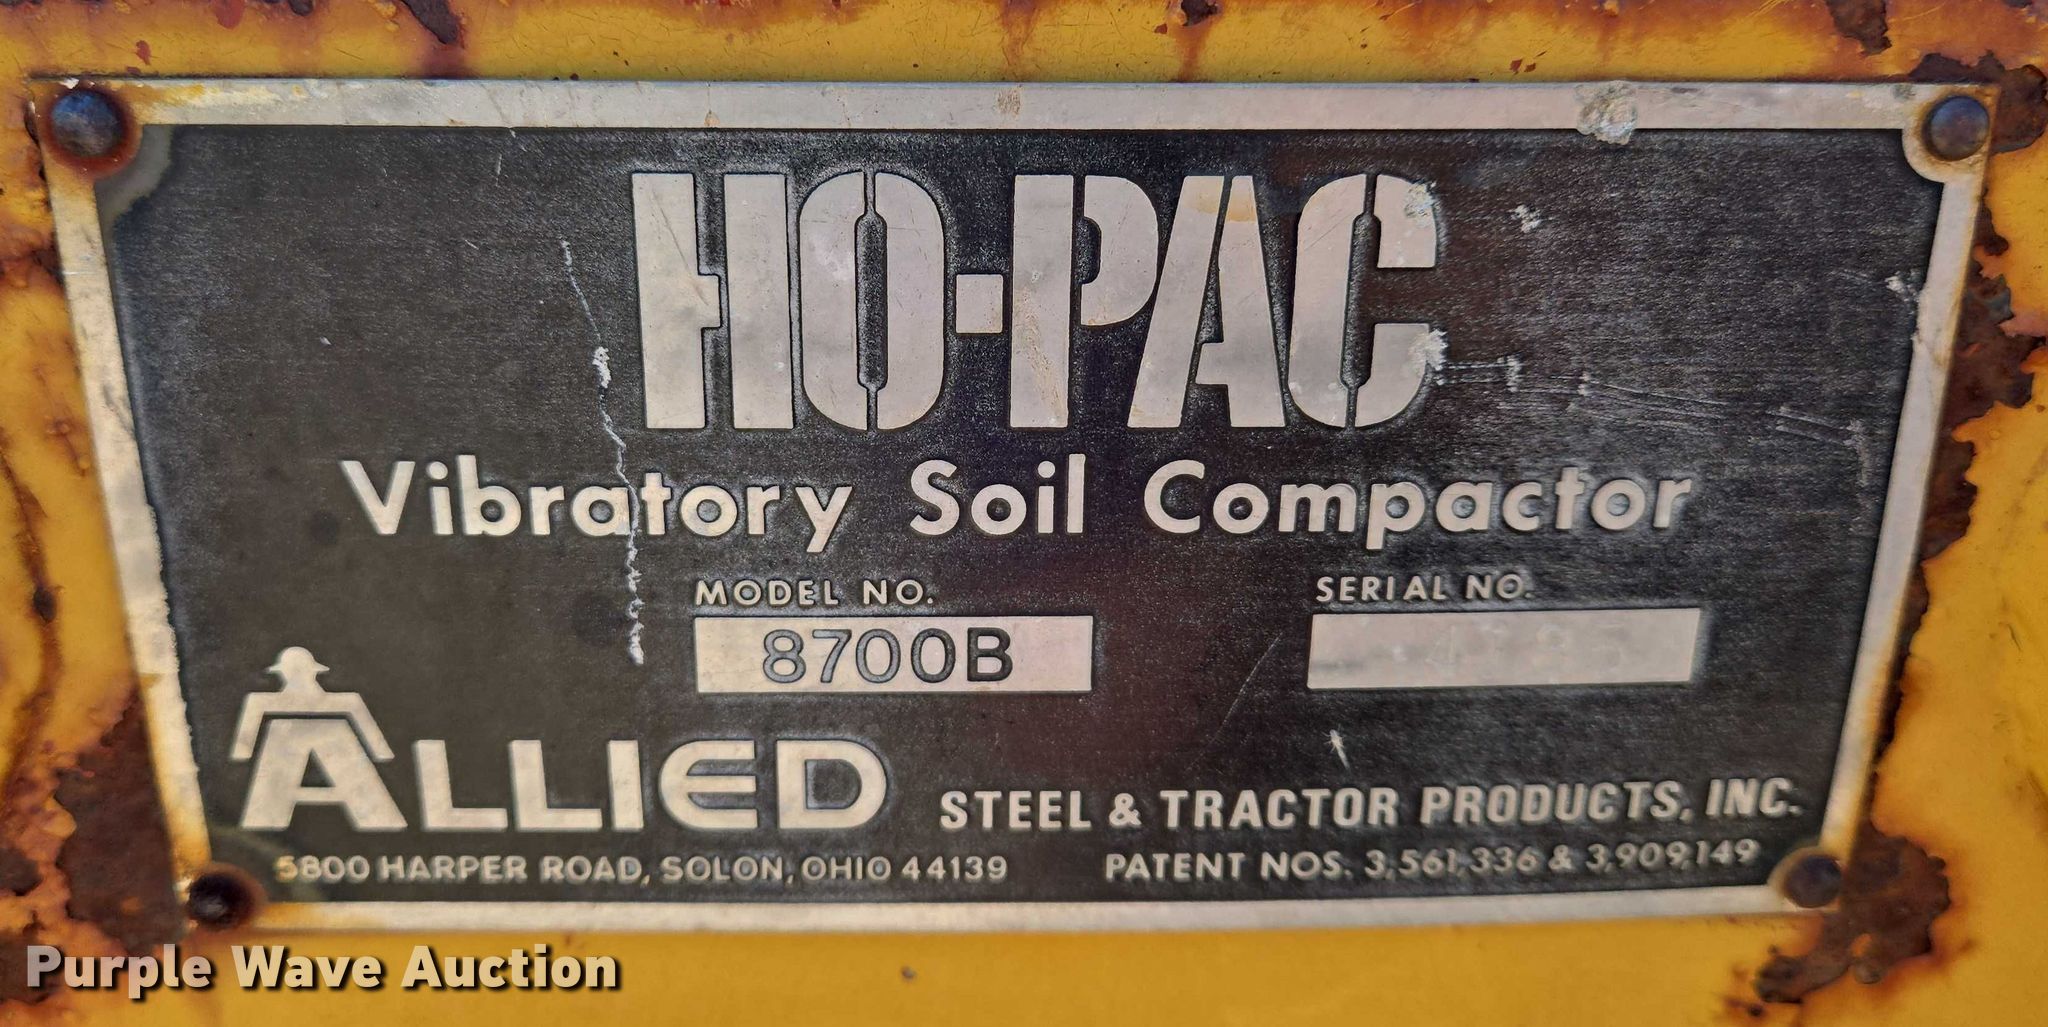 HO-PAC
Vibratory Soil Compactor
MODEL NO. SERIAL NO.
8700B
ALLIED STEEL & TRACTOR PRODUCTS, INC.
5800 HARPER ROAD, SOLON, OHIO 44139 PATENT NOS. 3,561,336 & 3,909,149
Purple Wave Auction